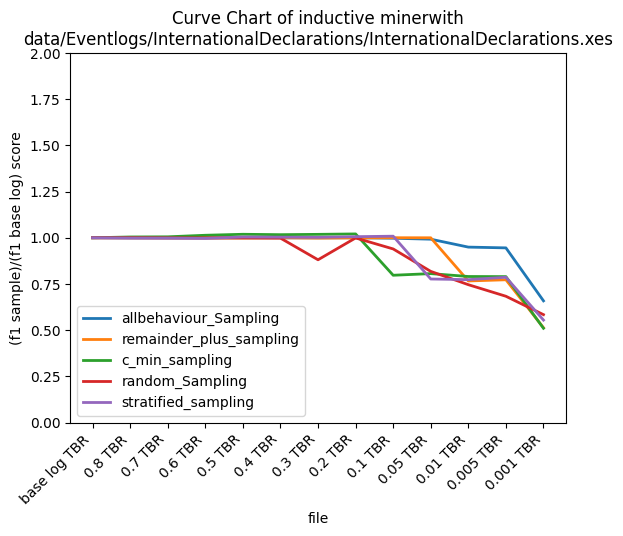 Curve Chart of inductive minerwith
data/Eventlogs/InternationalDeclarations/InternationalDeclarations.xes
(f1 sample)/(f1 base log) score
2.00
1.75
1.50
1.25
1.00
0.75
0.50
0.25
0.00
allbehaviour_Sampling
remainder_plus_sampling
c_min_sampling
random_Sampling
stratified_sampling
base log TBR
0.8 TBR
0.7 TBR
0.6 TBR
0.5 TBR
0.4 TBR
0.3 TBR
0.2 TBR
0.1 TBR
0.05 TBR
0.01 TBR
0.005 TBR
0.001 TBR
file